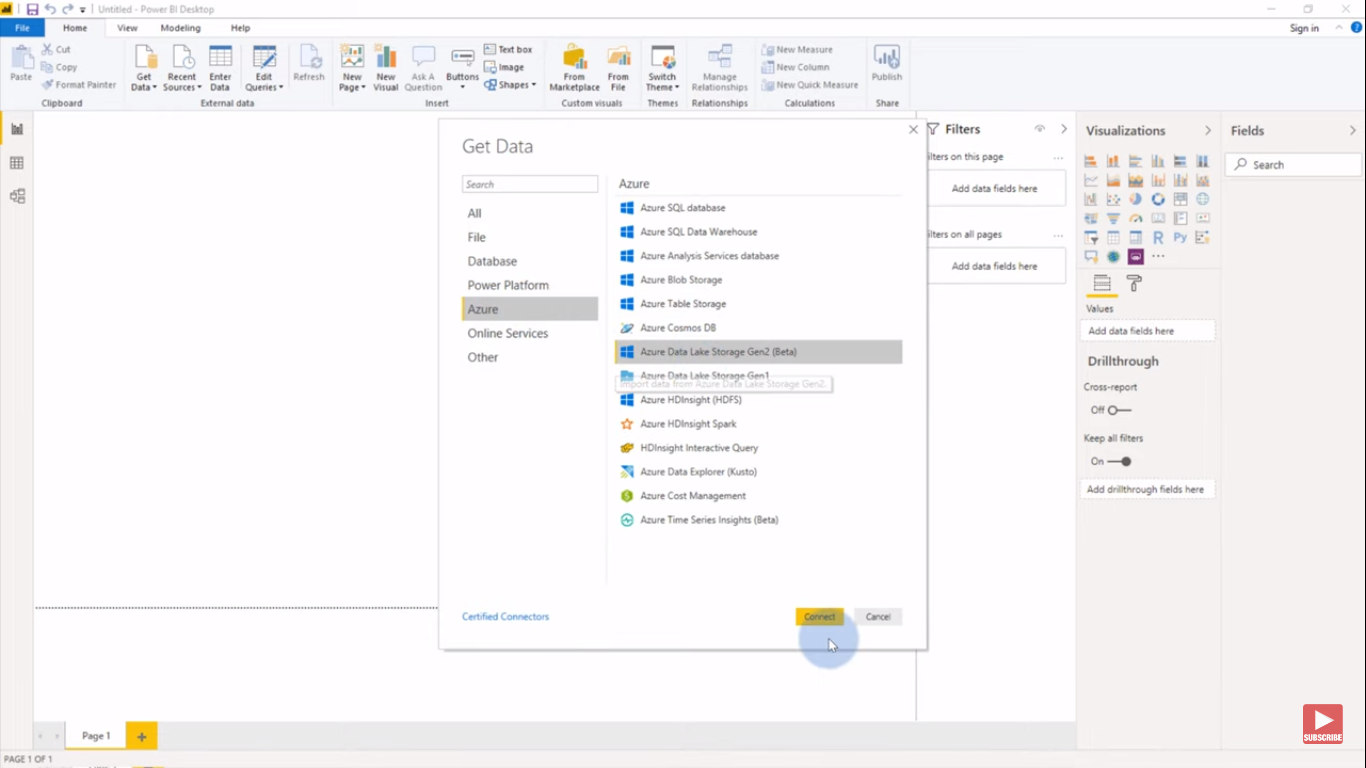 Untitled - Power BI Desktop
File Home View Modeling Help Sign in
Paste Cut Copy Format Painter Clipboard
Get Data Recent Sources Enter Data Edit Queries Refresh External data
New Page New Visual Ask A Question Buttons Text box Image Shapes Insert
From Marketplace From File Custom visuals
Switch Theme Themes
Manage Relationships Relationships
New Measure New Column New Quick Measure Calculations
Publish Share
Get Data
Search
All
File
Database
Power Platform
Azure
Online Services
Other
Azure
Azure SQL database
Azure SQL Data Warehouse
Azure Analysis Services database
Azure Blob Storage
Azure Table Storage
Azure Cosmos DB
Azure Data Lake Storage Gen2 (Beta)
Azure Data Lake Storage Gen1
Import data from Azure Data Lake Storage Gen2.
Azure HDInsight (HDFS)
Azure HDInsight Spark
HDInsight Interactive Query
Azure Data Explorer (Kusto)
Azure Cost Management
Azure Time Series Insights (Beta)
Certified Connectors
Connect Cancel
Filters
ilters on this page ...
Add data fields here
ilters on all pages ...
Add data fields here
Visualizations
R Py
...
Values
Add data fields here
Drillthrough
Cross-report
Off
Keep all filters
On
Add drillthrough fields here
Fields
Search
SUBSCRIBE
Page 1 +
PAGE 1 OF 1